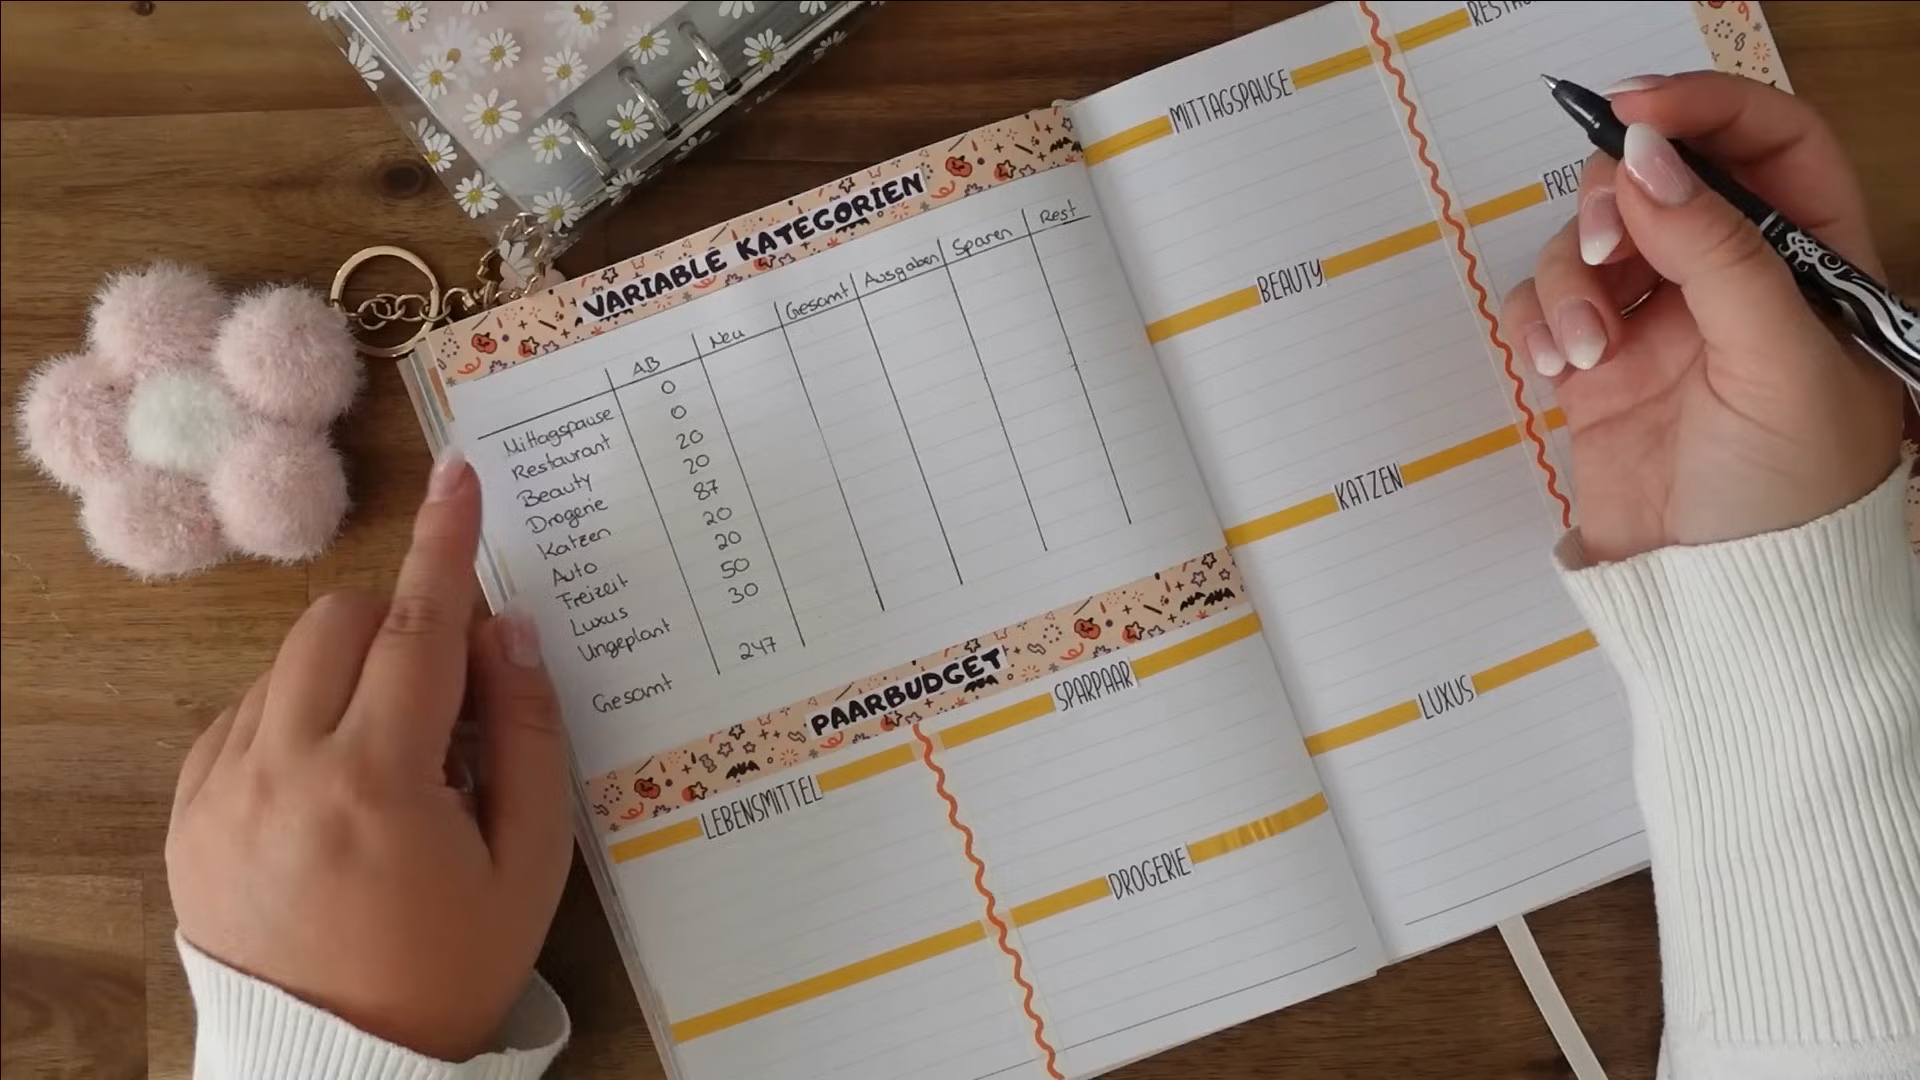 VARIABLE KATEGORIEN
AB Neu Gesamt Ausgaben Sparen Rest
Mittagspause 0
Restaurant 0
Beauty 20
Drogerie 20
Katzen 87
Auto 20
Freizeit 20
Luxus 50
Ungeplant 30
Gesamt 247
PAARBUDGET
LEBENSMITTEL
SPARPAAR
DROGERIE
MITTAGSPAUSE
BEAUTY
KATZEN
LUXUS